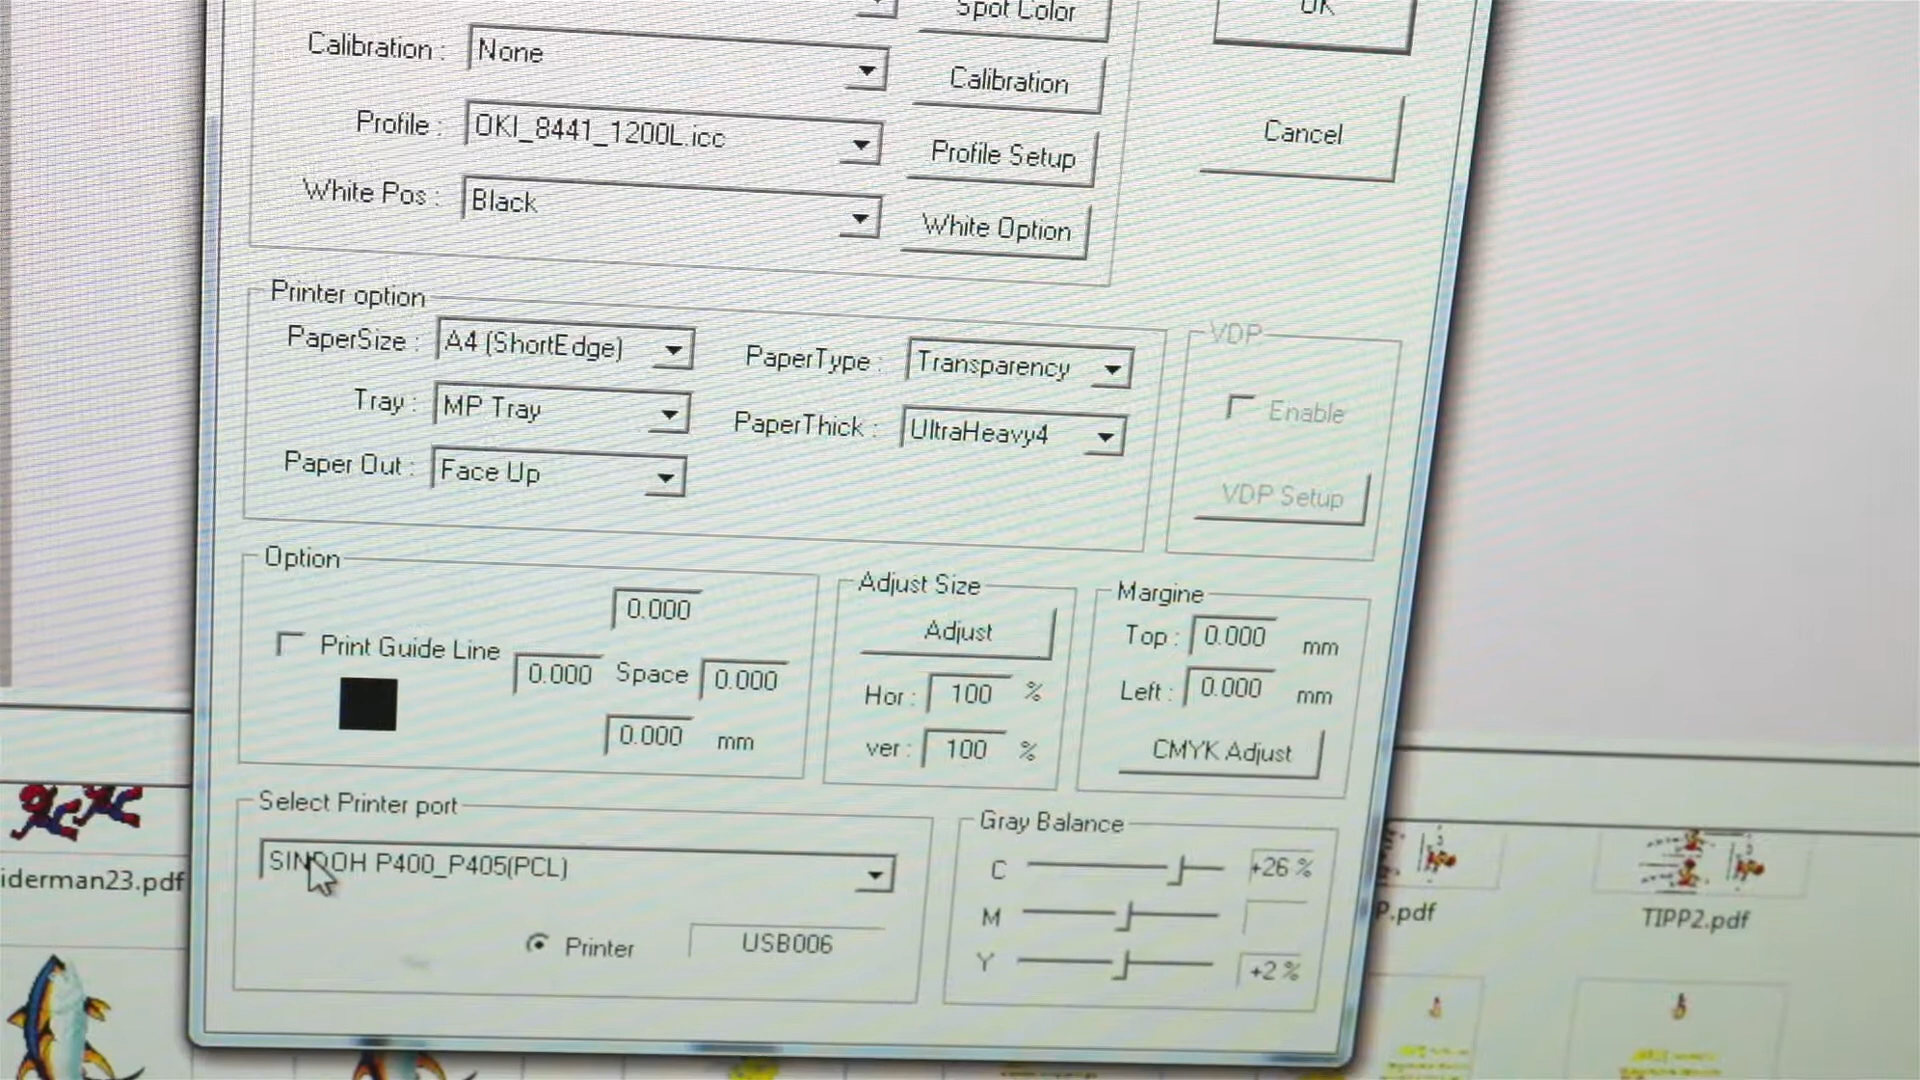 Spot Color
OK
Calibration : None
Calibration
Profile : OKI_8441_1200L.icc
Profile Setup
Cancel
White Pos : Black
White Option
Printer option
PaperSize : A4 (ShortEdge)
PaperType : Transparency
Tray : MP Tray
PaperThick : UltraHeavy4
Paper Out : Face Up
VDP
Enable
VDP Setup
Option
0.000
Print Guide Line
0.000 Space 0.000
0.000 mm
Adjust Size
Adjust
Hor : 100 %
ver : 100 %
Margine
Top : 0.000 mm
Left : 0.000 mm
CMYK Adjust
Select Printer port
SINDOH P400_P405(PCL)
Printer USB006
Gray Balance
C +26 %
M
Y +2 %
iderman23.pdf
P.pdf
TIPP2.pdf